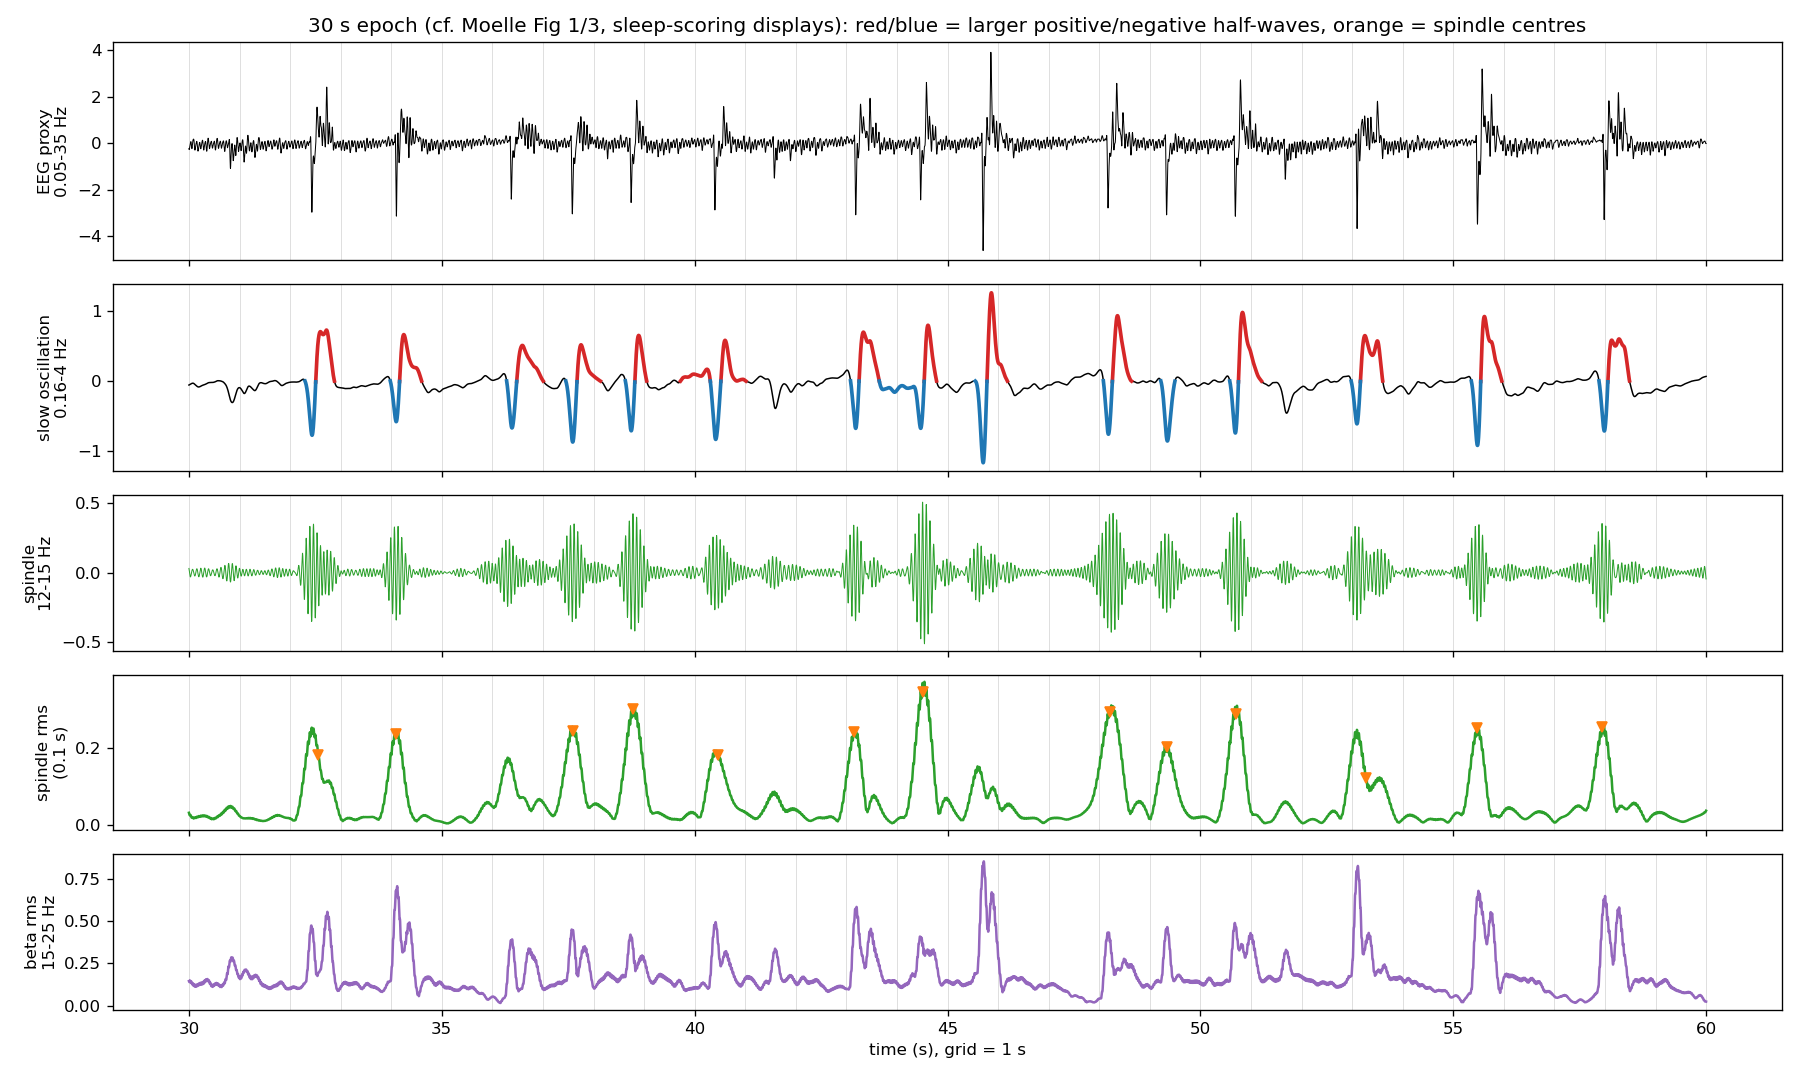 30 s epoch (cf. Moelle Fig 1/3, sleep-scoring displays): red/blue = larger positive/negative half-waves, orange = spindle centres
EEG proxy
0.05-35 Hz
4
2
0
−2
−4
slow oscillation
0.16-4 Hz
1
0
−1
spindle
12-15 Hz
0.5
0.0
−0.5
spindle rms
(0.1 s)
0.2
0.0
beta rms
15-25 Hz
0.75
0.50
0.25
0.00
30 35 40 45 50 55 60
time (s), grid = 1 s